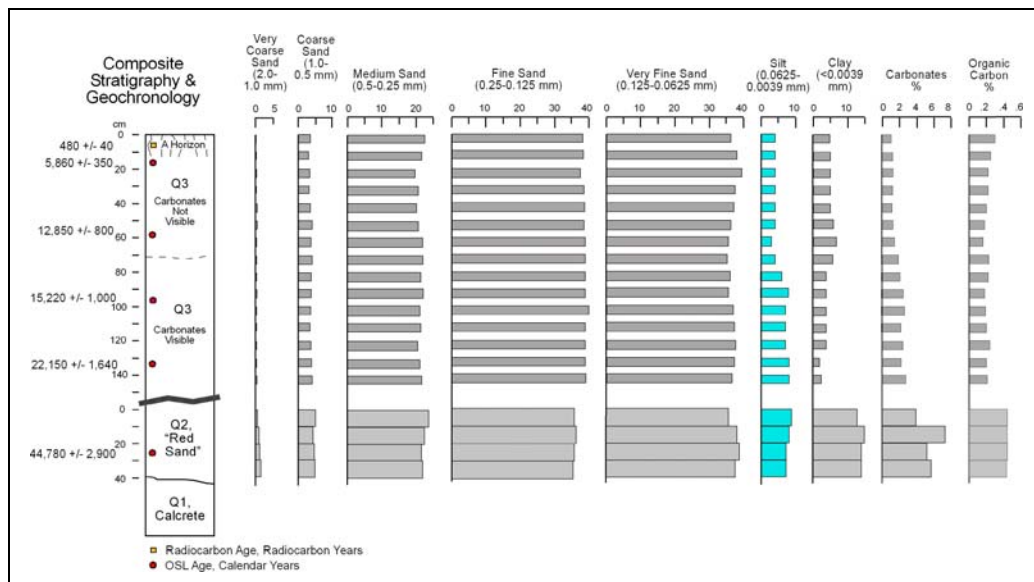 Composite
Stratigraphy &
Geochronology
Very
Coarse
Sand
(2.0-
1.0 mm)
0 5
Coarse
Sand
(1.0-
0.5 mm)
0 10
Medium Sand
(0.5-0.25 mm)
0 10 20 30
Fine Sand
(0.25-0.125 mm)
0 10 20 30 40
Very Fine Sand
(0.125-0.0625 mm)
0 10 20 30 40
Silt
(0.0625-
0.0039 mm)
0 10
Clay
(<0.0039
mm)
0 10
Carbonates
%
0 2 4 6 8
Organic
Carbon
%
0 .2 .4 .6
cm
0
20
40
60
80
100
120
140
0
20
40
480 +/- 40
5,860 +/- 350
12,850 +/- 800
15,220 +/- 1,000
22,150 +/- 1,640
44,780 +/- 2,900
A Horizon
Q3
Carbonates
Not
Visible
Q3
Carbonates
Visible
Q2,
"Red
Sand"
Q1,
Calcrete
Radiocarbon Age, Radiocarbon Years
OSL Age, Calendar Years